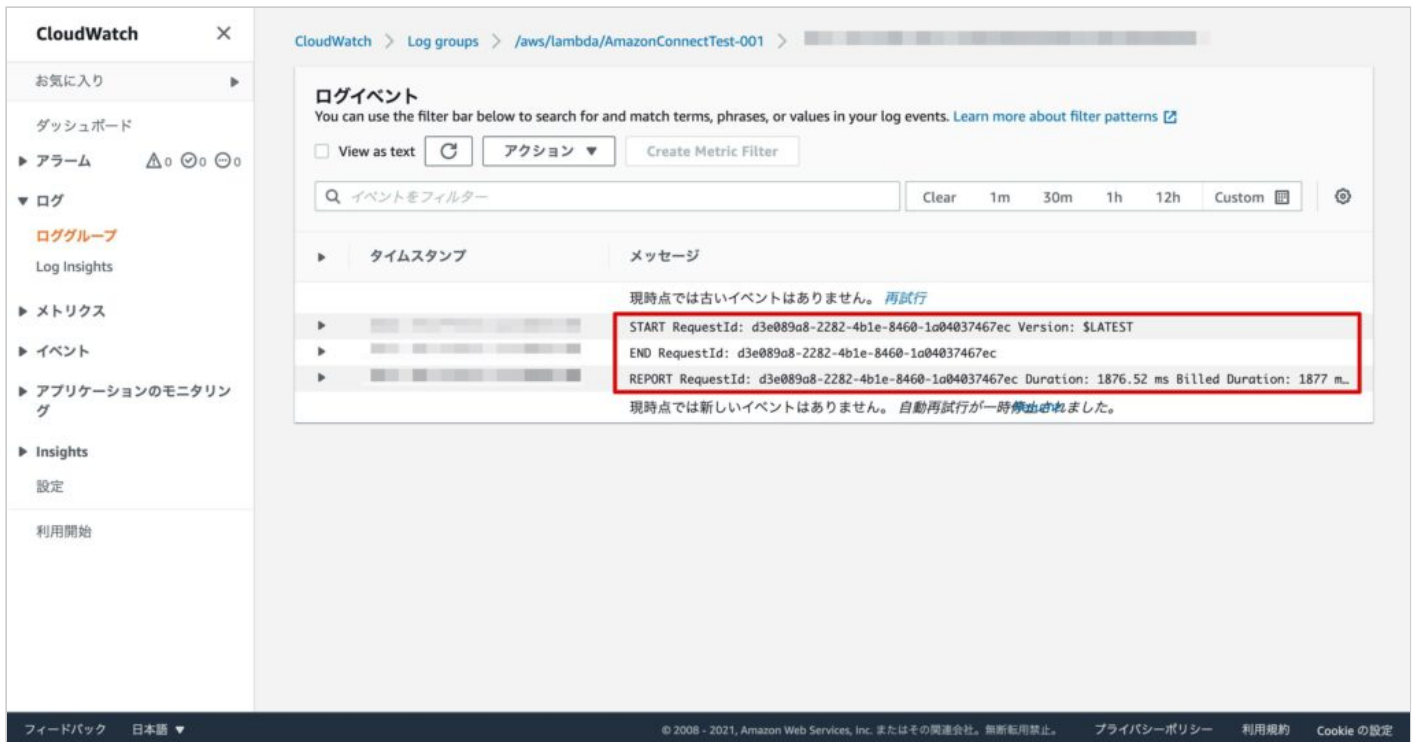 CloudWatch
お気に入り
ダッシュボード
アラーム 0 0 0
ログ
ロググループ
Log Insights
メトリクス
イベント
アプリケーションのモニタリン
グ
Insights
設定
利用開始
CloudWatch > Log groups > /aws/lambda/AmazonConnectTest-001 >
ログイベント
You can use the filter bar below to search for and match terms, phrases, or values in your log events. Learn more about filter patterns
View as text アクション ▼ Create Metric Filter
イベントをフィルター Clear 1m 30m 1h 12h Custom
タイムスタンプ メッセージ
現時点では古いイベントはありません。 再試行
START RequestId: d3e089a8-2282-4b1e-8460-1a04037467ec Version: $LATEST
END RequestId: d3e089a8-2282-4b1e-8460-1a04037467ec
REPORT RequestId: d3e089a8-2282-4b1e-8460-1a04037467ec Duration: 1876.52 ms Billed Duration: 1877 m…
現時点では新しいイベントはありません。 自動再試行が一時停止されました。
フィードバック 日本語 ▼ © 2008 - 2021, Amazon Web Services, Inc. またはその関連会社。無断転用禁止。 プライバシーポリシー 利用規約 Cookie の設定